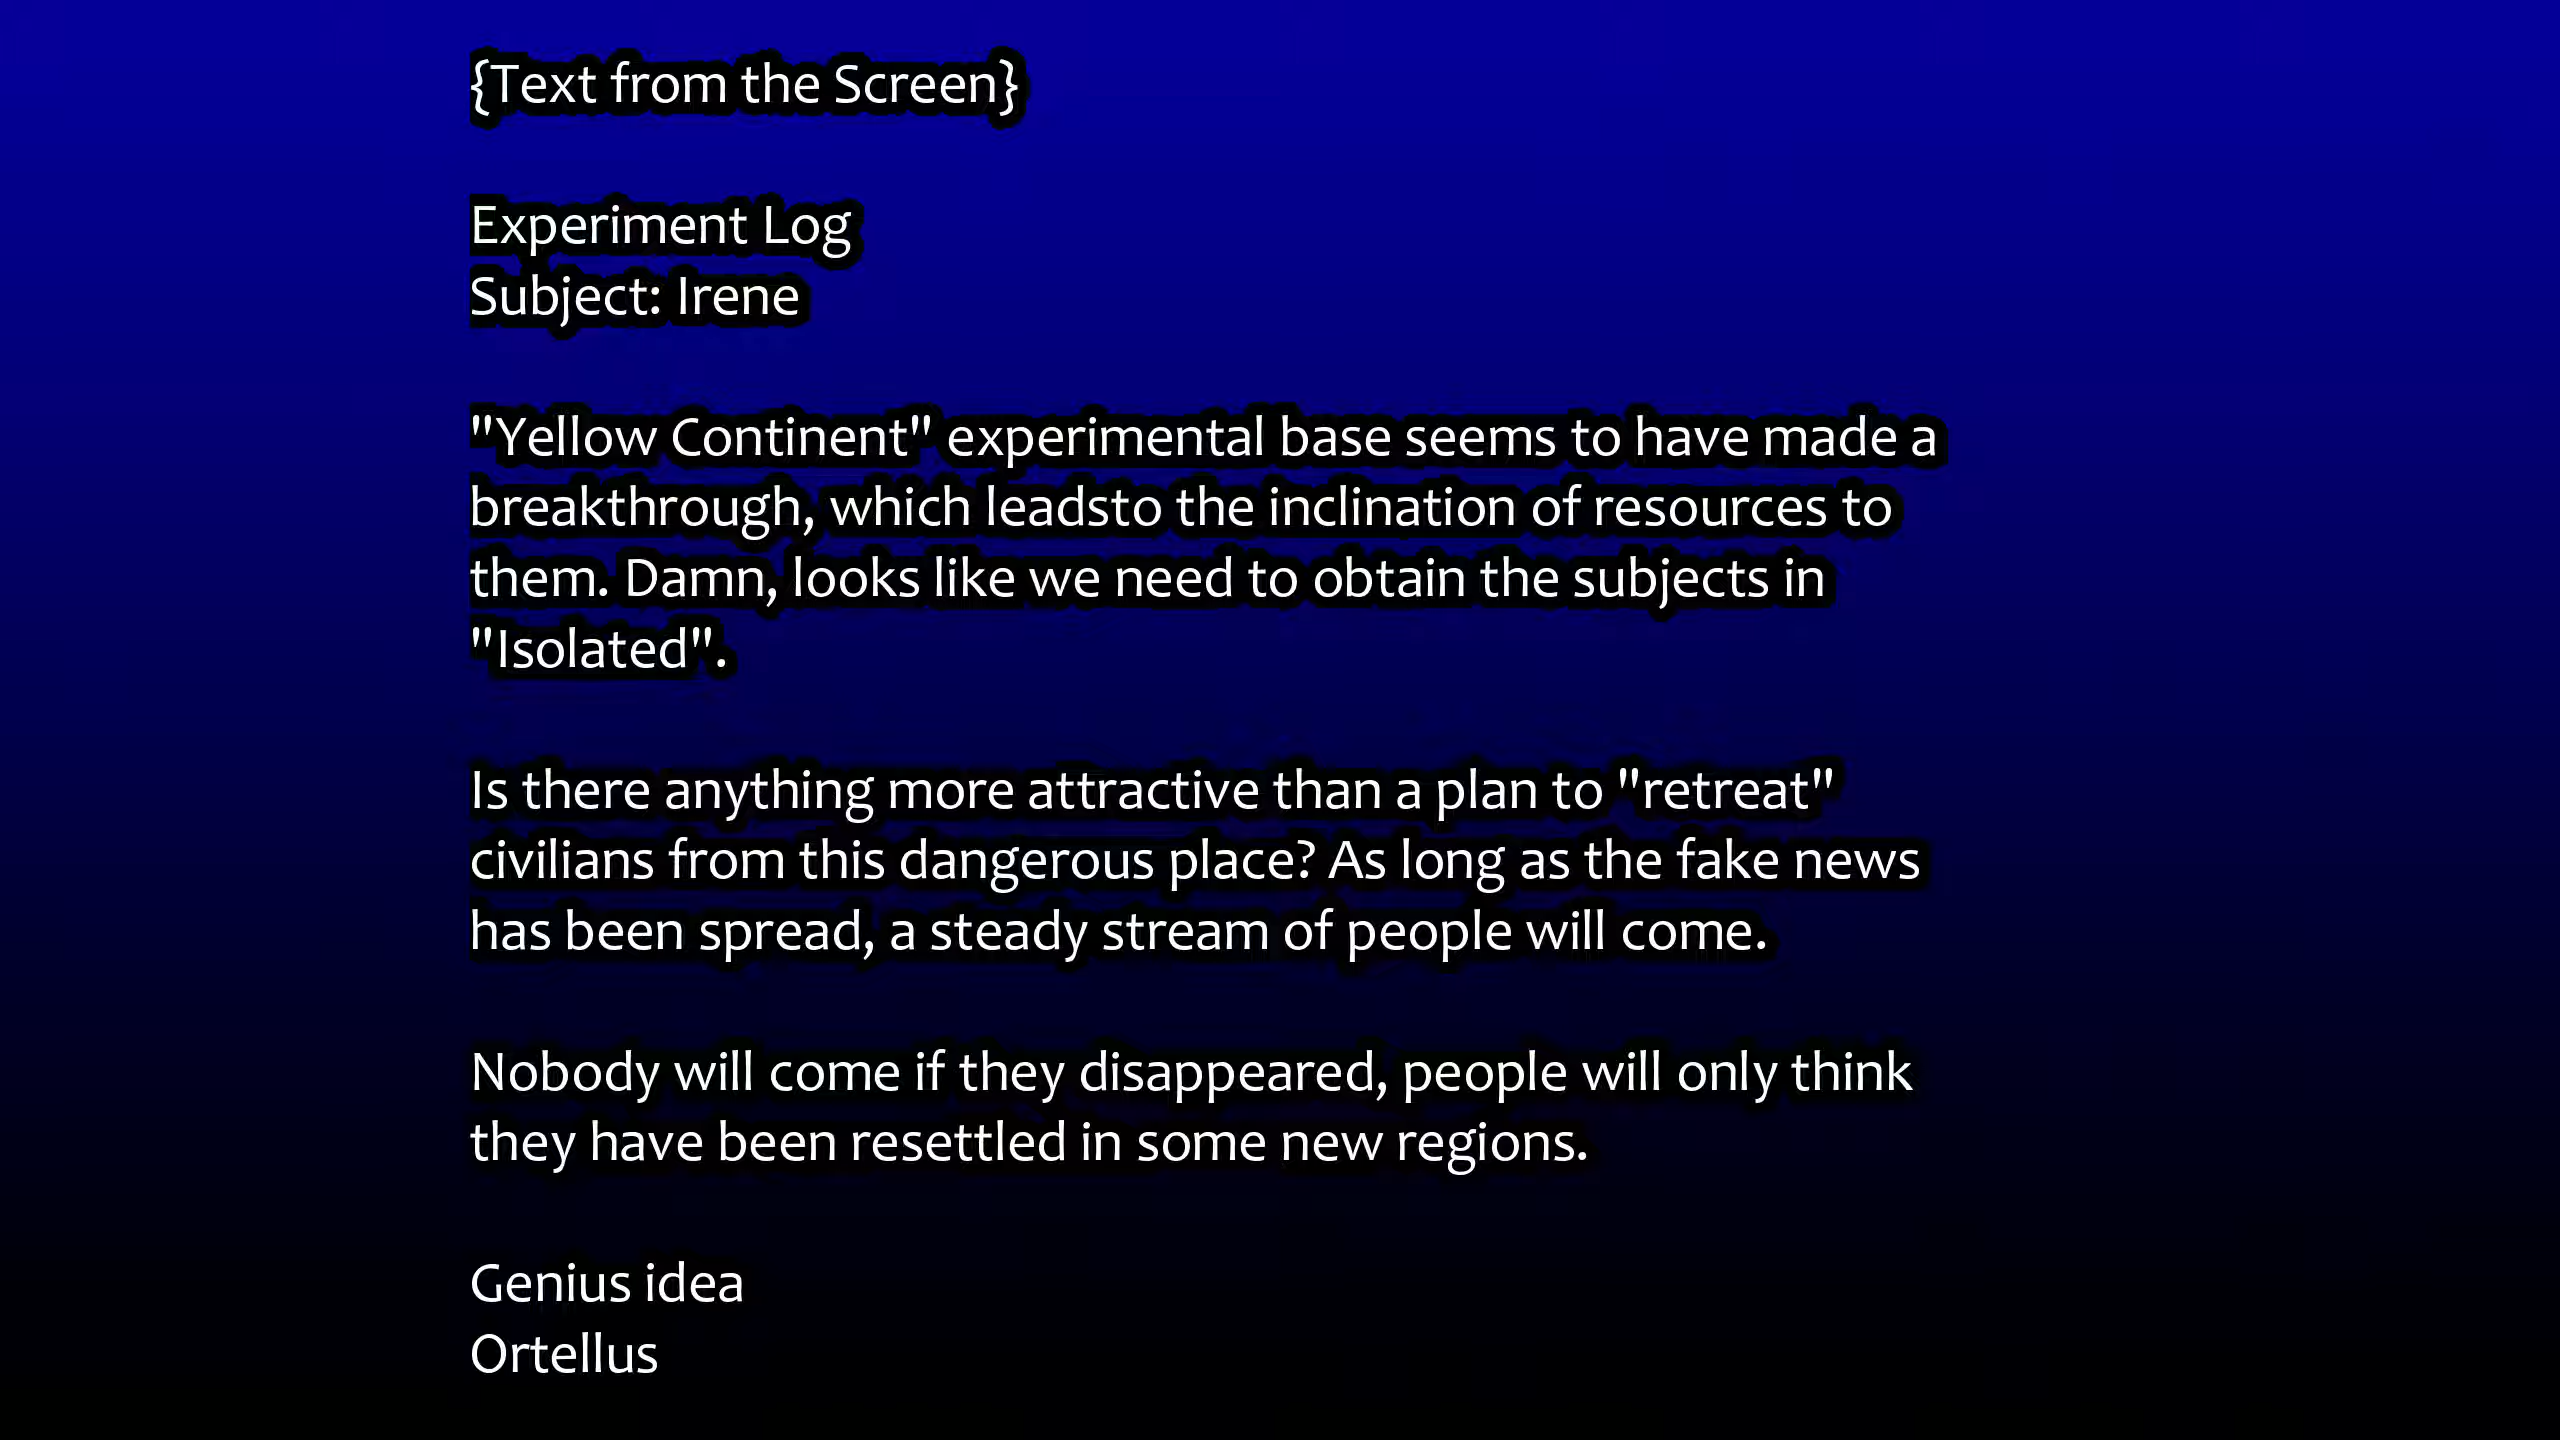 {Text from the Screen}
Experiment Log
Subject: Irene
"Yellow Continent" experimental base seems to have made a
breakthrough, which leadsto the inclination of resources to
them. Damn, looks like we need to obtain the subjects in
"Isolated".
Is there anything more attractive than a plan to "retreat"
civilians from this dangerous place? As long as the fake news
has been spread, a steady stream of people will come.
Nobody will come if they disappeared, people will only think
they have been resettled in some new regions.
Genius idea
Ortellus